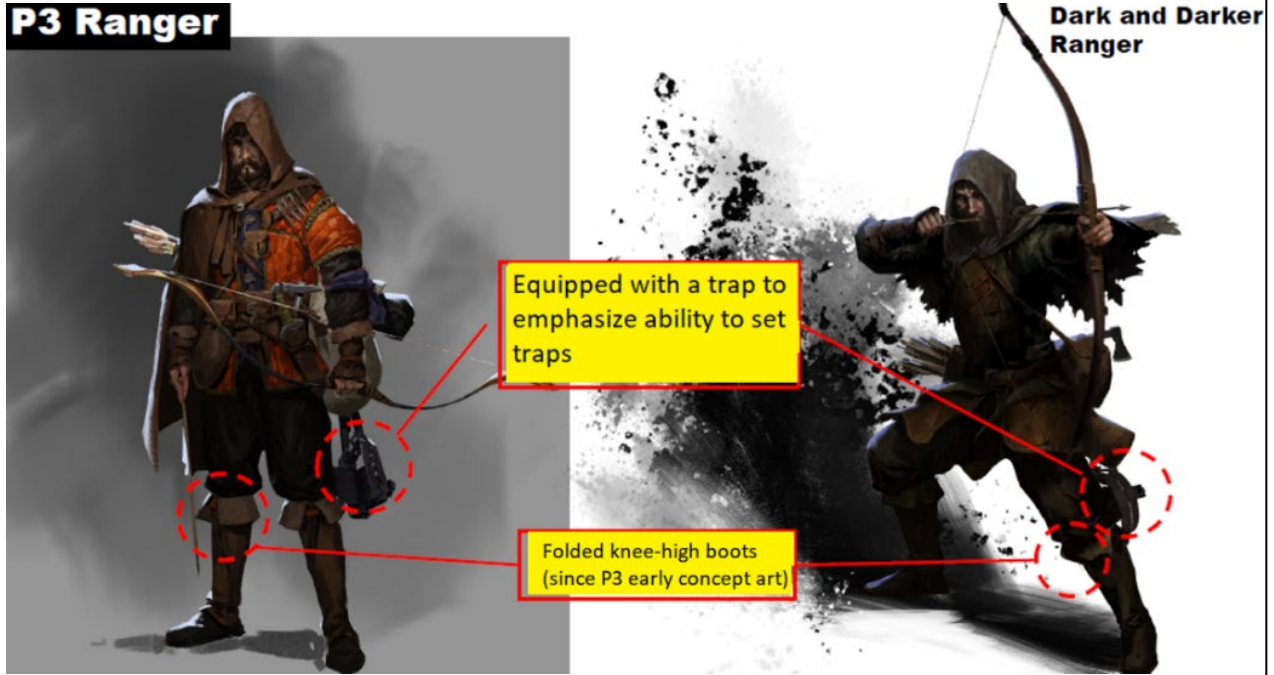 P3 Ranger
Dark and Darker
Ranger
Equipped with a trap to
emphasize ability to set
traps
Folded knee-high boots
(since P3 early concept art)